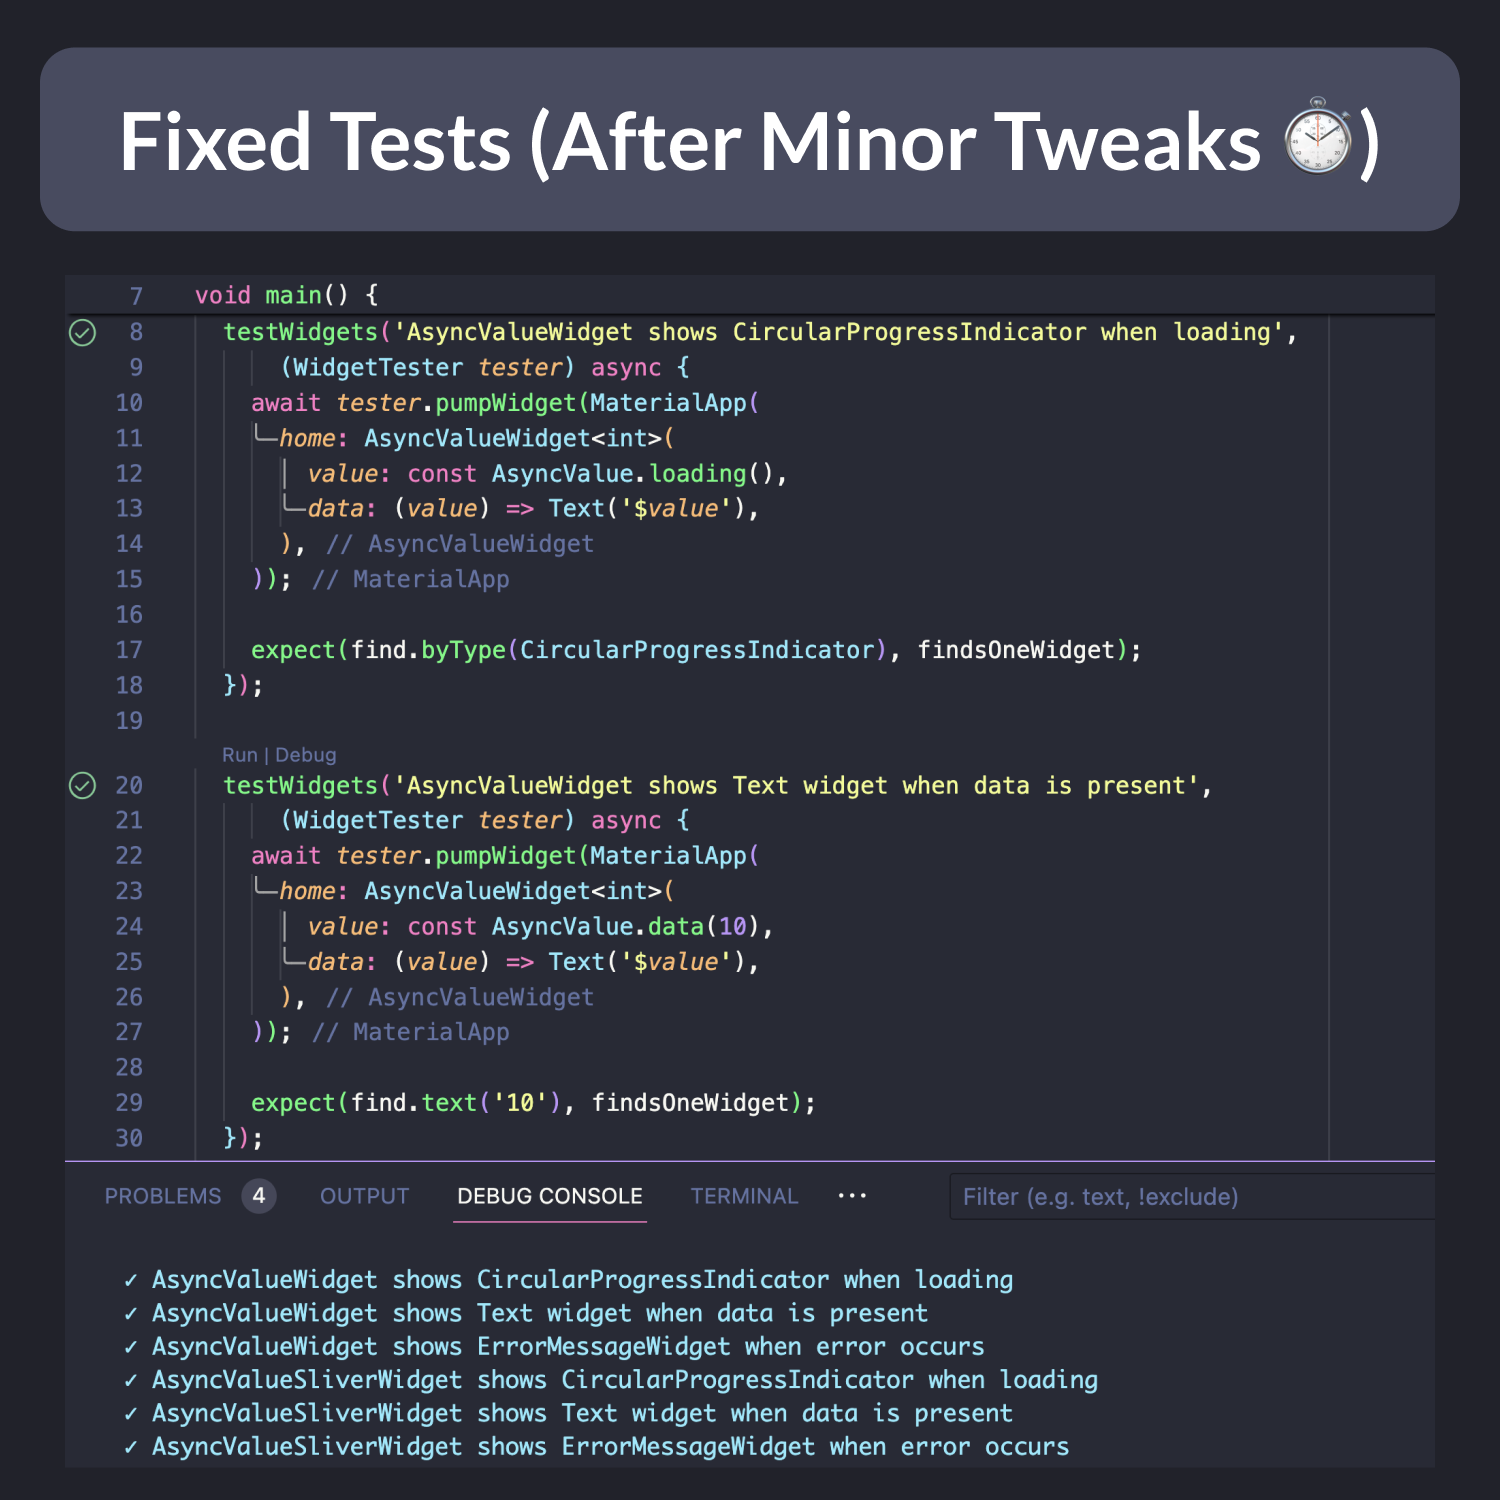 Fixed Tests (After Minor Tweaks ⏱️)
7 void main() {
8 testWidgets('AsyncValueWidget shows CircularProgressIndicator when loading',
9 (WidgetTester tester) async {
10 await tester.pumpWidget(MaterialApp(
11 home: AsyncValueWidget<int>(
12 value: const AsyncValue.loading(),
13 data: (value) => Text('$value'),
14 ), // AsyncValueWidget
15 )); // MaterialApp
16
17 expect(find.byType(CircularProgressIndicator), findsOneWidget);
18 });
19
Run | Debug
20 testWidgets('AsyncValueWidget shows Text widget when data is present',
21 (WidgetTester tester) async {
22 await tester.pumpWidget(MaterialApp(
23 home: AsyncValueWidget<int>(
24 value: const AsyncValue.data(10),
25 data: (value) => Text('$value'),
26 ), // AsyncValueWidget
27 )); // MaterialApp
28
29 expect(find.text('10'), findsOneWidget);
30 });
PROBLEMS 4 OUTPUT DEBUG CONSOLE TERMINAL ··· Filter (e.g. text, !exclude)
✓ AsyncValueWidget shows CircularProgressIndicator when loading
✓ AsyncValueWidget shows Text widget when data is present
✓ AsyncValueWidget shows ErrorMessageWidget when error occurs
✓ AsyncValueSliverWidget shows CircularProgressIndicator when loading
✓ AsyncValueSliverWidget shows Text widget when data is present
✓ AsyncValueSliverWidget shows ErrorMessageWidget when error occurs